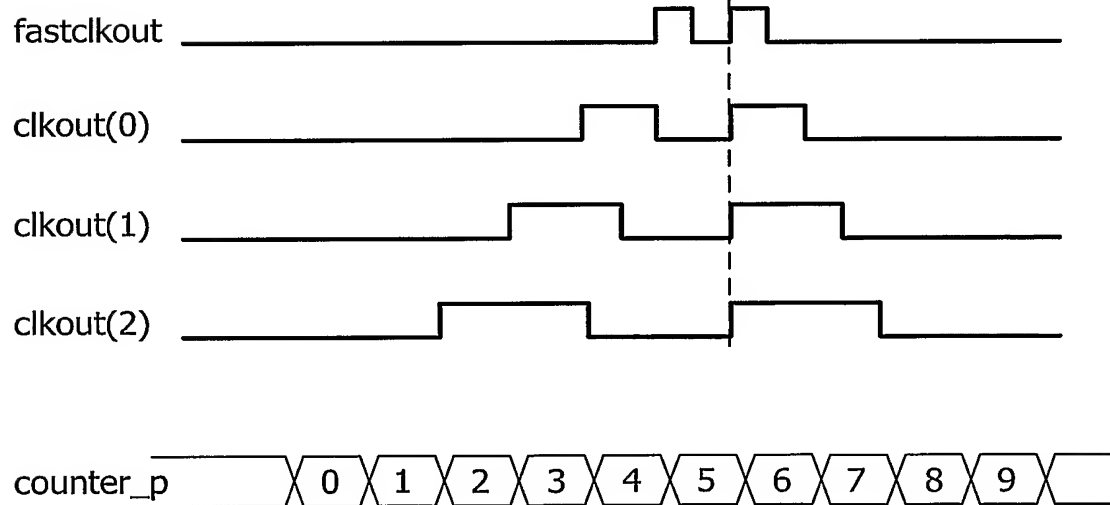 fastclkout
clkout(0)
clkout(1)
clkout(2)
counter_p 0 1 2 3 4 5 6 7 8 9